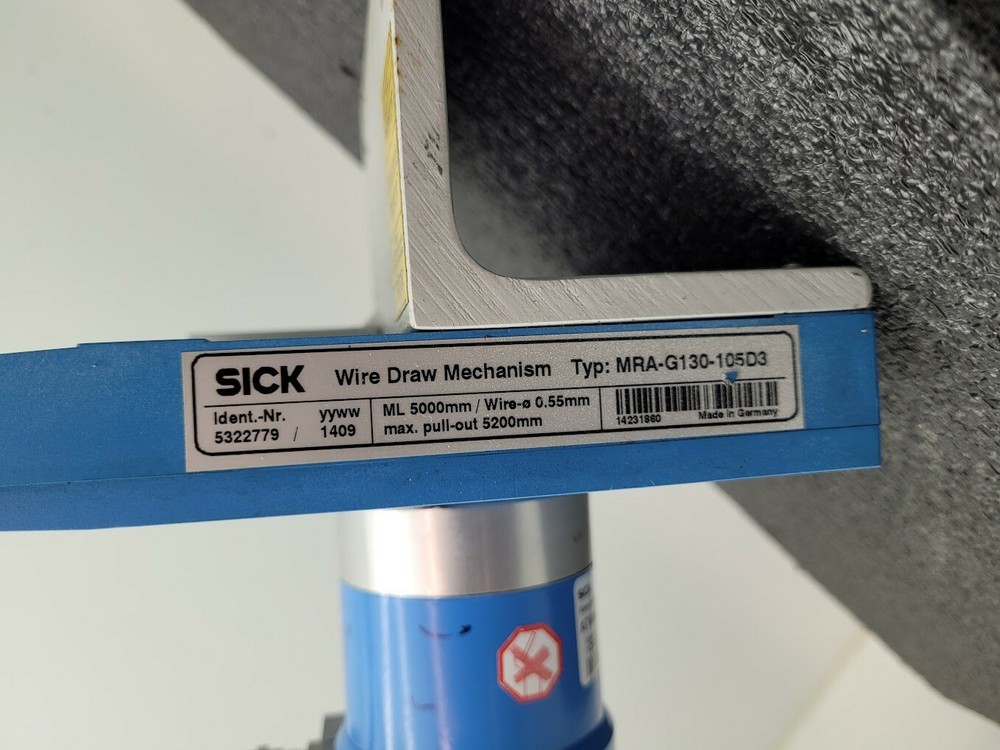 SICK Wire Draw Mechanism Typ: MRA-G130-105D3
Ident.-Nr. yyww
5322779 / 1409
ML 5000mm / Wire-ø 0.55mm
max. pull-out 5200mm
14231860 Made in Germany